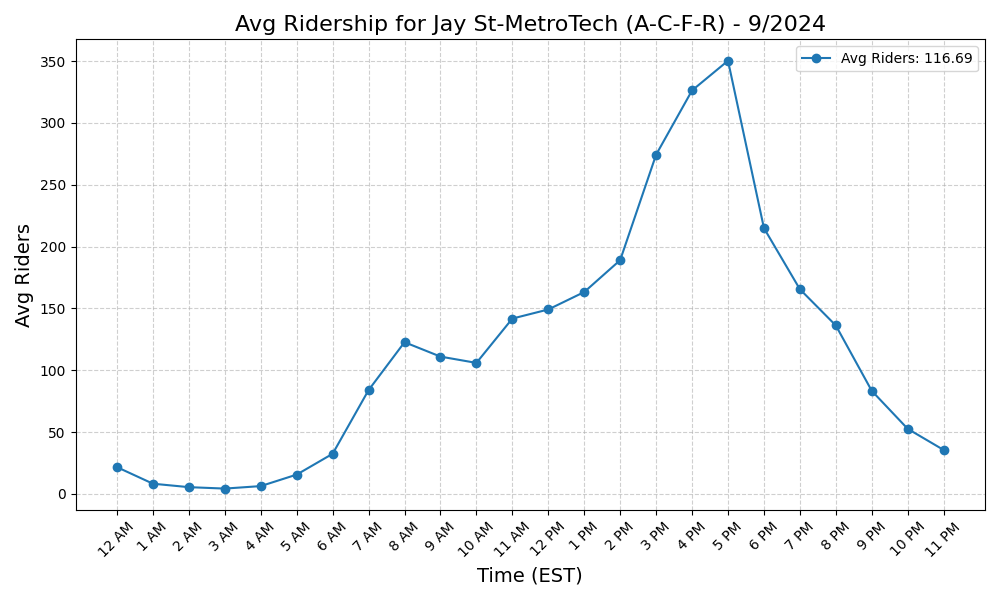 Avg Ridership for Jay St-MetroTech (A-C-F-R) - 9/2024
Avg Riders: 116.69
350
300
250
200
150
100
50
0
Avg Riders
12 AM
1 AM
2 AM
3 AM
4 AM
5 AM
6 AM
7 AM
8 AM
9 AM
10 AM
11 AM
12 PM
1 PM
2 PM
3 PM
4 PM
5 PM
6 PM
7 PM
8 PM
9 PM
10 PM
11 PM
Time (EST)